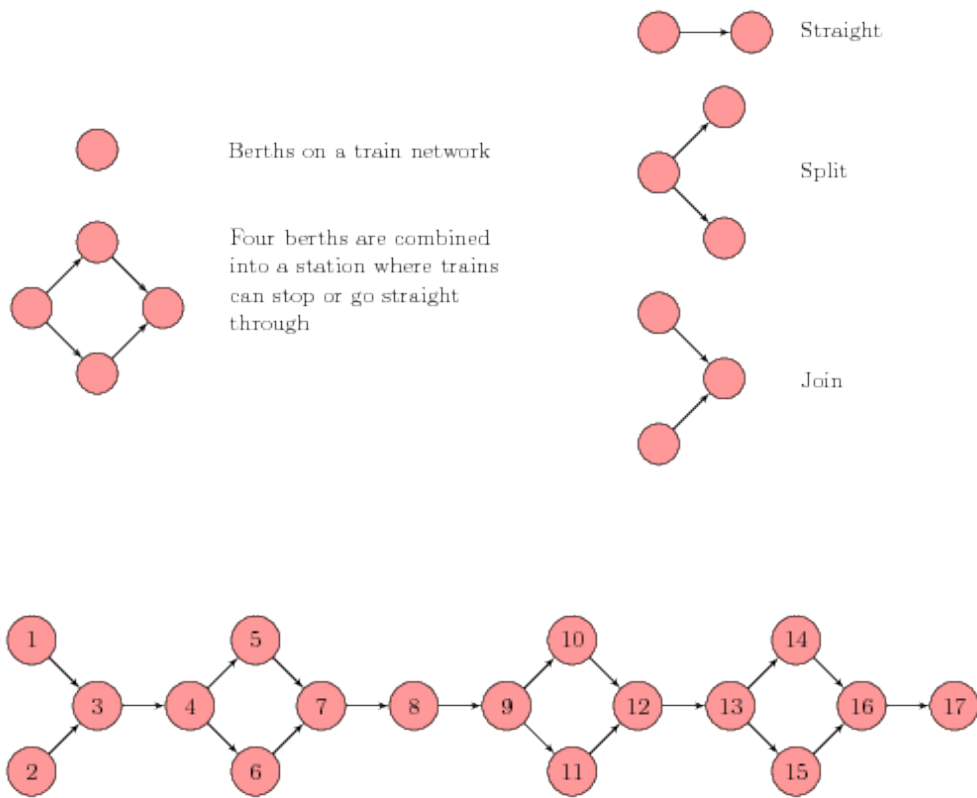 Straight
Berths on a train network
Split
Four berths are combined
into a station where trains
can stop or go straight
through
Join
1 5 10 14
3 4 7 8 9 12 13 16 17
2 6 11 15